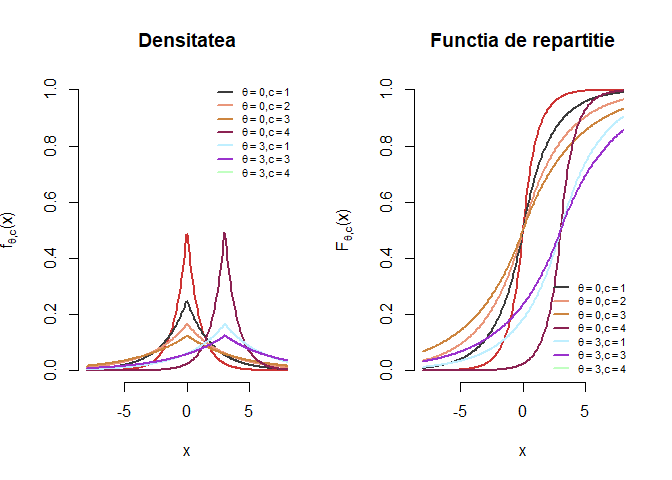 Densitatea
θ = 0, c = 1
θ = 0, c = 2
θ = 0, c = 3
θ = 0, c = 4
θ = 3, c = 1
θ = 3, c = 3
θ = 3, c = 4
fθ,c(x)
0.0 0.2 0.4 0.6 0.8 1.0
-5 0 5
x
Functia de repartitie
Fθ,c(x)
0.0 0.2 0.4 0.6 0.8 1.0
θ = 0, c = 1
θ = 0, c = 2
θ = 0, c = 3
θ = 0, c = 4
θ = 3, c = 1
θ = 3, c = 3
θ = 3, c = 4
-5 0 5
x